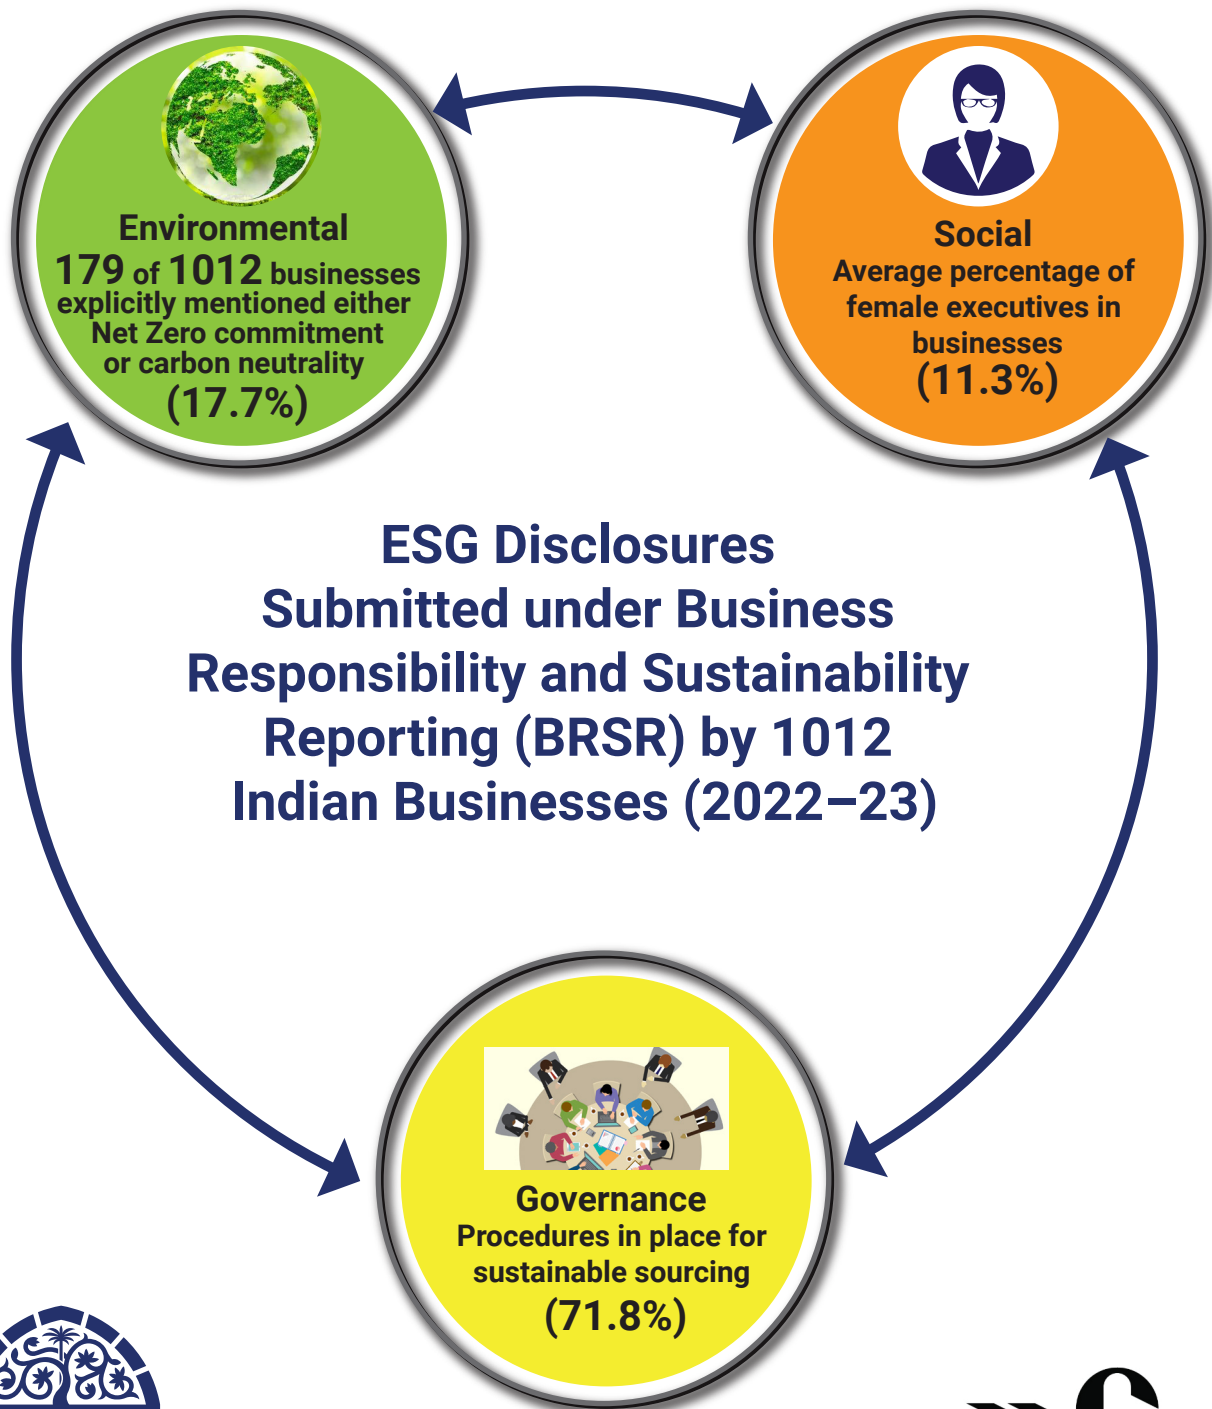 Environmental
179 of 1012 businesses
explicitly mentioned either
Net Zero commitment
or carbon neutrality
(17.7%)
Social
Average percentage of
female executives in
businesses
(11.3%)
ESG Disclosures
Submitted under Business
Responsibility and Sustainability
Reporting (BRSR) by 1012
Indian Businesses (2022–23)
Governance
Procedures in place for
sustainable sourcing
(71.8%)